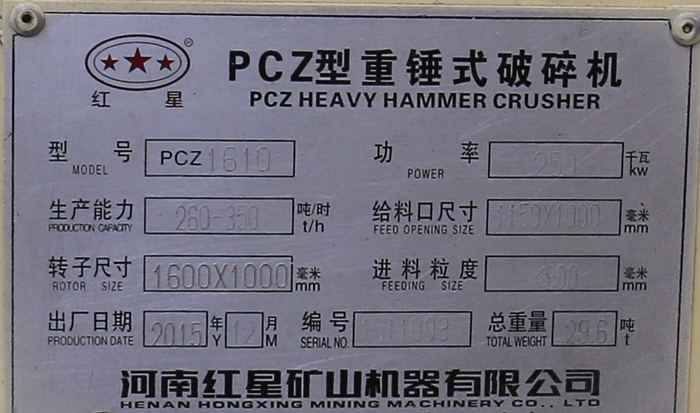 PCZ型重锤式破碎机
红星 ®
PCZ HEAVY HAMMER CRUSHER
型号 PCZ1610 功率 250 千瓦
MODEL POWER kw
生产能力 260-350 吨/时 给料口尺寸 1150X1000 毫米
PRODUCTION CAPACITY t/h FEED OPENING SIZE mm
转子尺寸 1600X1000 毫米 进料粒度 毫米
ROTOR SIZE mm FEEDING SIZE mm
出厂日期 2015 年 12 月 编号 总重量 29.6 吨
PRODUCTION DATE Y M SERIAL NO. TOTAL WEIGHT t
河南红星矿山机器有限公司
HENAN HONGXING MINING MACHINERY CO., LTD